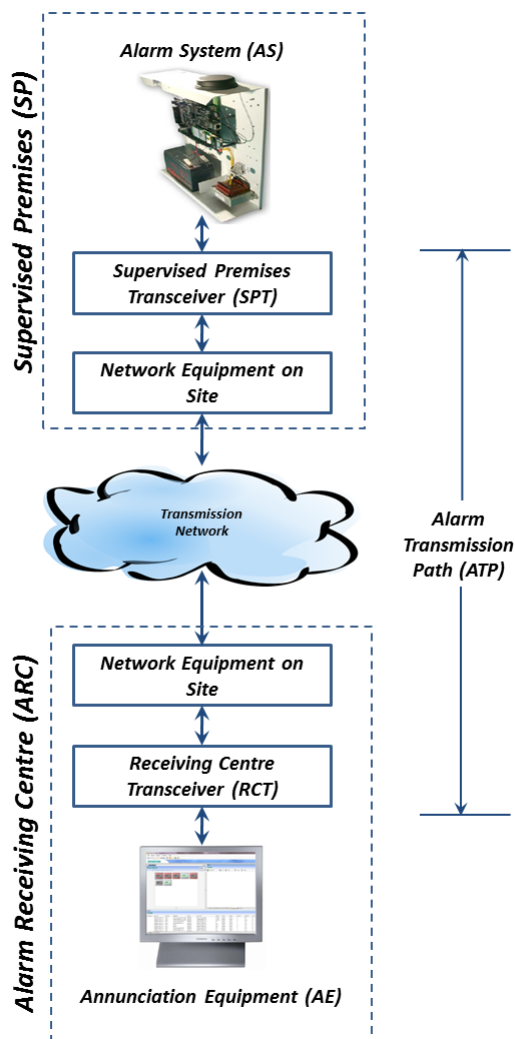 Supervised Premises (SP)
Alarm System (AS)
Supervised Premises
Transceiver (SPT)
Network Equipment on
Site
Transmission
Network
Alarm
Transmission
Path (ATP)
Alarm Receiving Centre (ARC)
Network Equipment on
Site
Receiving Centre
Transceiver (RCT)
Annunciation Equipment (AE)